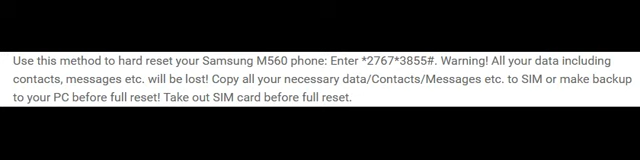 Use this method to hard reset your Samsung M560 phone: Enter *2767*3855#. Warning! All your data including
contacts, messages etc. will be lost! Copy all your necessary data/Contacts/Messages etc. to SIM or make backup
to your PC before full reset! Take out SIM card before full reset.